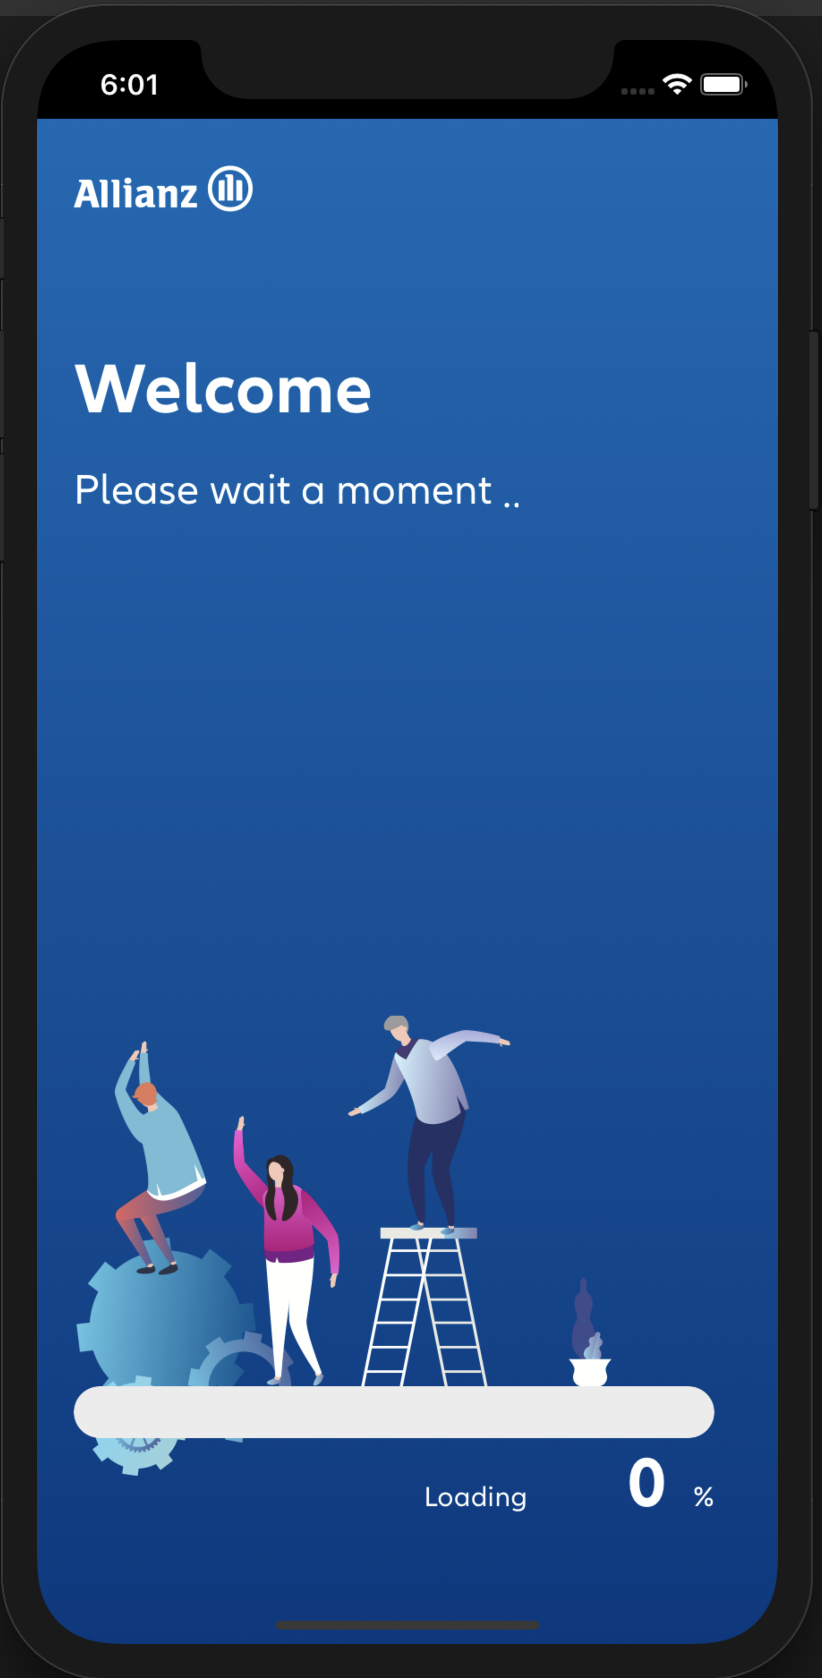 6:01
Allianz
Welcome
Please wait a moment ..
Loading 0 %